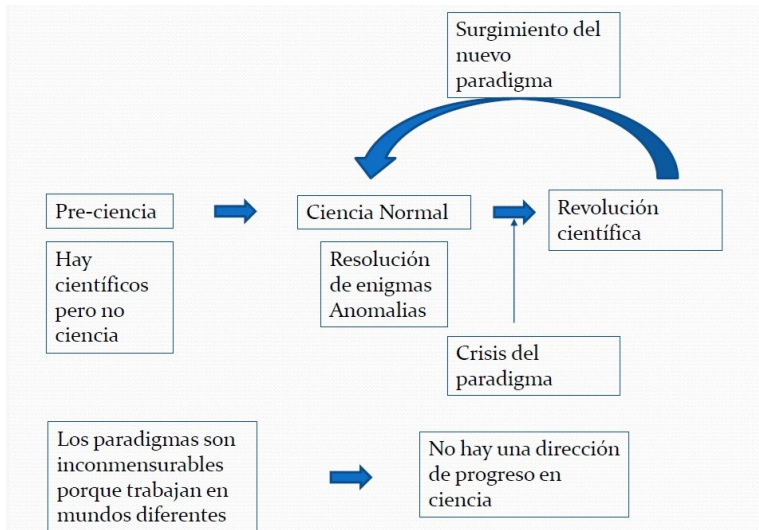 Surgimiento del
nuevo
paradigma
Pre-ciencia
Ciencia Normal
Revolución
científica
Hay
científicos
pero no
ciencia
Resolución
de enigmas
Anomalias
Crisis del
paradigma
Los paradigmas son
inconmensurables
porque trabajan en
mundos diferentes
No hay una dirección
de progreso en
ciencia